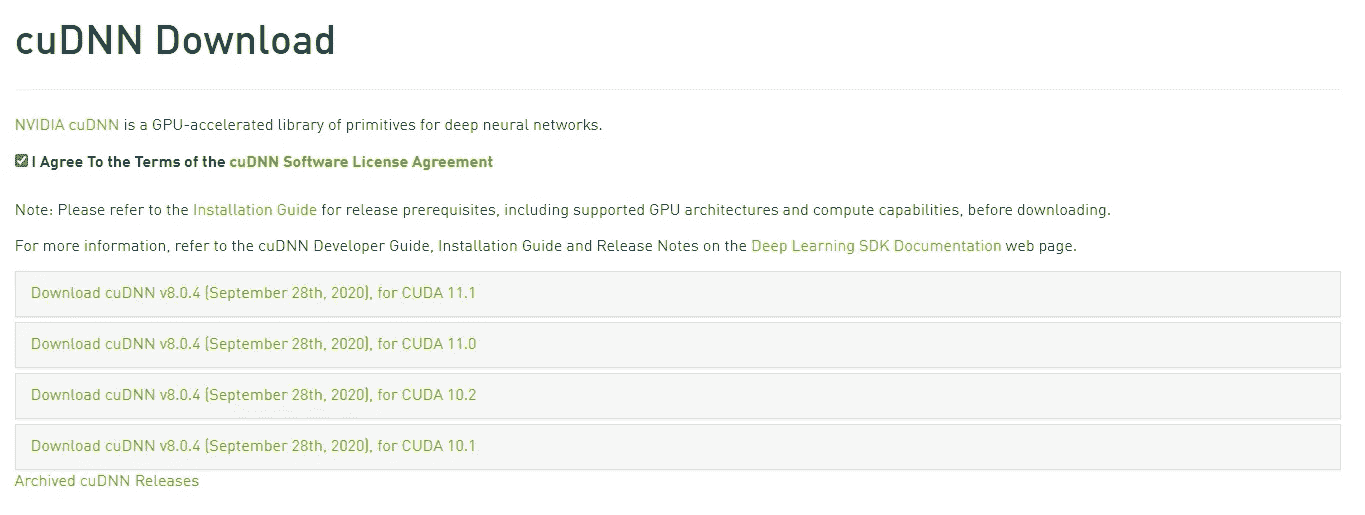 cuDNN Download
NVIDIA cuDNN is a GPU-accelerated library of primitives for deep neural networks.
I Agree To the Terms of the cuDNN Software License Agreement
Note: Please refer to the Installation Guide for release prerequisites, including supported GPU architectures and compute capabilities, before downloading.
For more information, refer to the cuDNN Developer Guide, Installation Guide and Release Notes on the Deep Learning SDK Documentation web page.
Download cuDNN v8.0.4 (September 28th, 2020), for CUDA 11.1
Download cuDNN v8.0.4 (September 28th, 2020), for CUDA 11.0
Download cuDNN v8.0.4 (September 28th, 2020), for CUDA 10.2
Download cuDNN v8.0.4 (September 28th, 2020), for CUDA 10.1
Archived cuDNN Releases